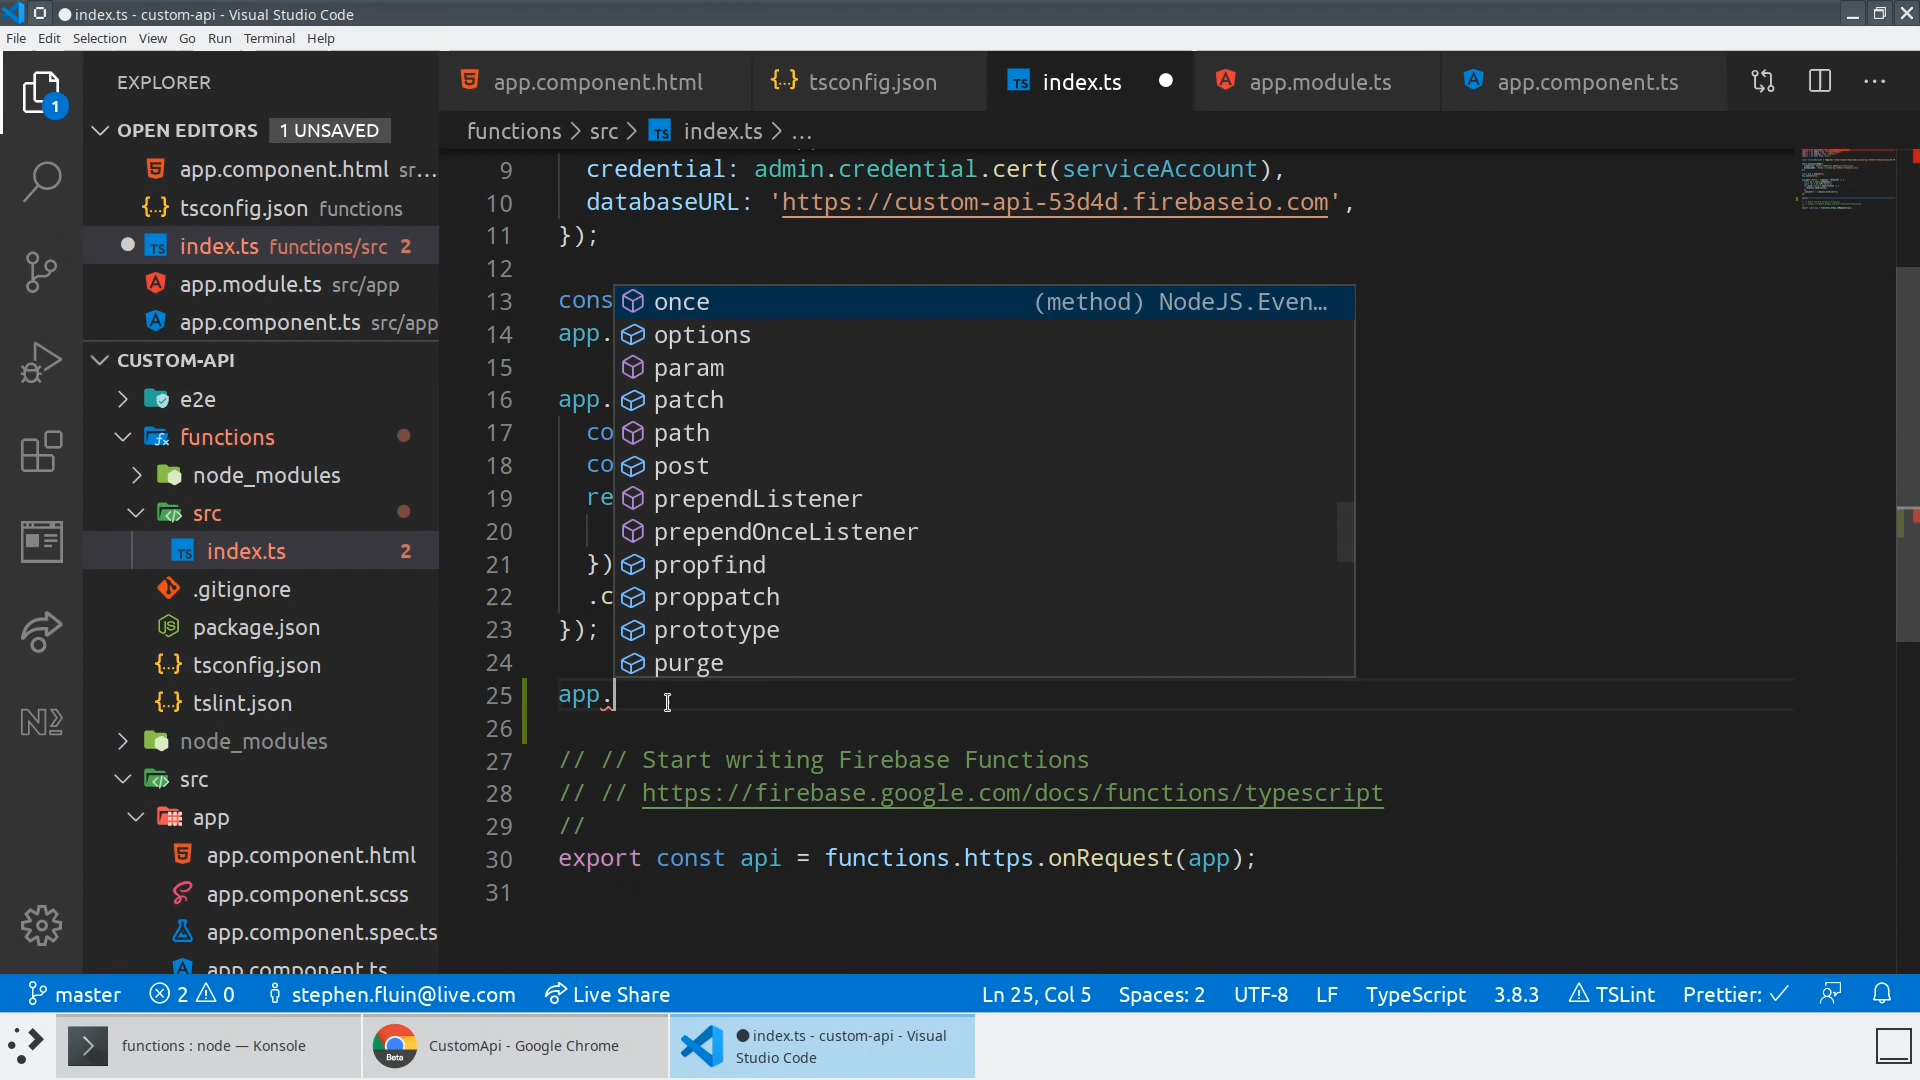 index.ts - custom-api - Visual Studio Code
File Edit Selection View Go Run Terminal Help
EXPLORER
app.component.html
tsconfig.json
index.ts
app.module.ts
app.component.ts
OPEN EDITORS 1 UNSAVED
functions > src > TS index.ts > ...
app.component.html sr...
tsconfig.json functions
TS index.ts functions/src 2
app.module.ts src/app
app.component.ts src/app
CUSTOM-API
e2e
functions
node_modules
src
TS index.ts 2
.gitignore
package.json
tsconfig.json
tslint.json
node_modules
src
app
app.component.html
app.component.scss
app.component.spec.ts
app.component.ts
9 credential: admin.credential.cert(serviceAccount),
10 databaseURL: 'https://custom-api-53d4d.firebaseio.com',
11 });
12
13 cons
14 app.
15
16 app.
17 co
18 co
19 re
20
21 })
22 .c
23 });
24
25 app.
26
27 // // Start writing Firebase Functions
28 // // https://firebase.google.com/docs/functions/typescript
29 //
30 export const api = functions.https.onRequest(app);
31
once (method) NodeJS.Even...
options
param
patch
path
post
prependListener
prependOnceListener
propfind
proppatch
prototype
purge
master 2 0 stephen.fluin@live.com Live Share Ln 25, Col 5 Spaces: 2 UTF-8 LF TypeScript 3.8.3 TSLint Prettier: ✓
functions : node — Konsole
Beta
CustomApi - Google Chrome
index.ts - custom-api - Visual
Studio Code
1